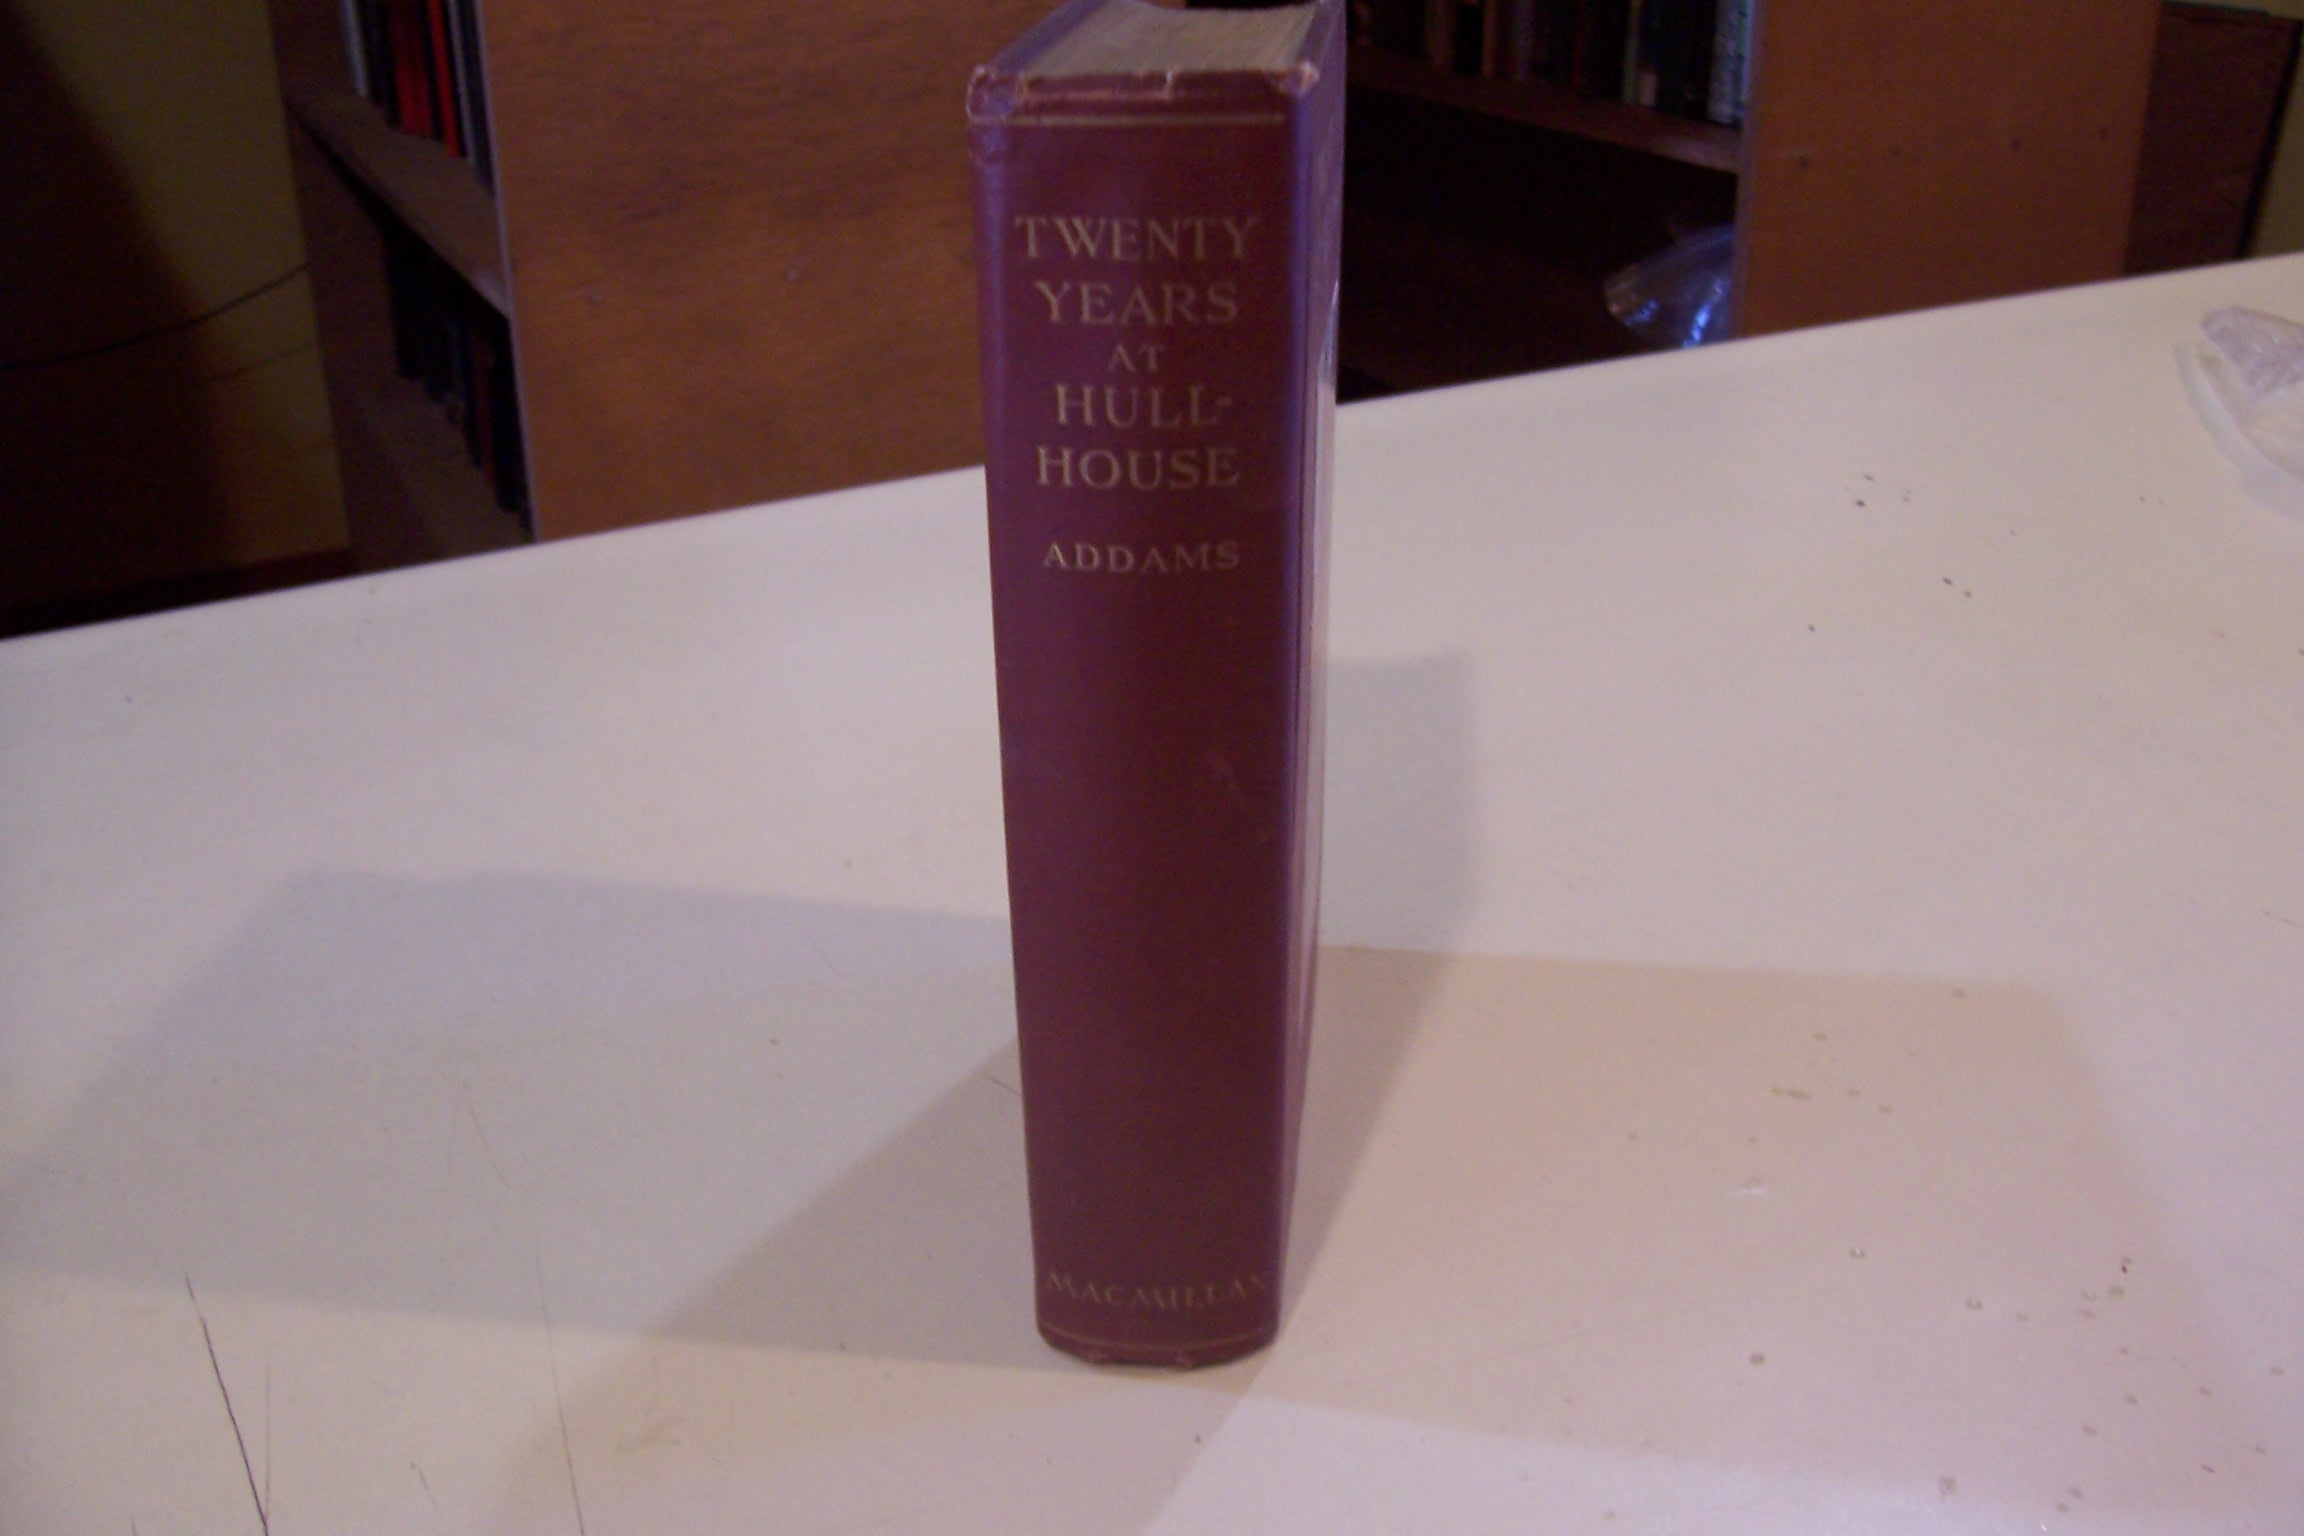 TWENTY
YEARS
AT
HULL-
HOUSE
ADDAMS
MACMILLAN